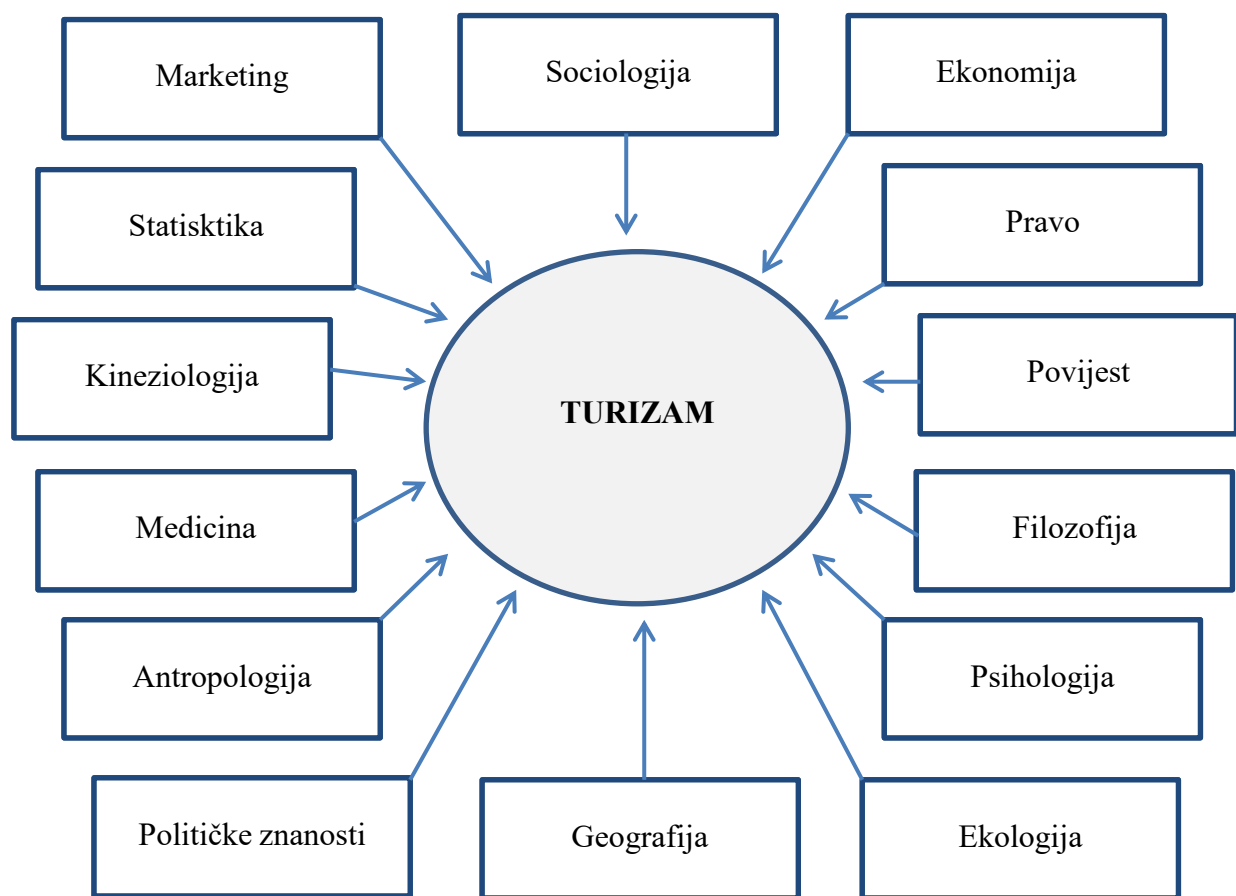 Marketing
Sociologija
Ekonomija
Statisktika
Pravo
Kineziologija
Povijest
TURIZAM
Medicina
Filozofija
Antropologija
Psihologija
Političke znanosti
Geografija
Ekologija